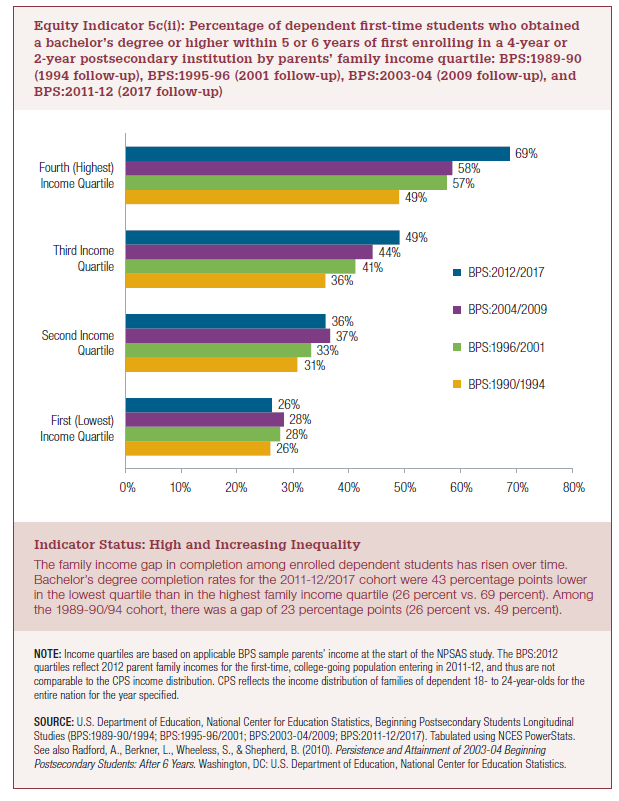 Equity Indicator 5c(ii): Percentage of dependent first-time students who obtained
a bachelor's degree or higher within 5 or 6 years of first enrolling in a 4-year or
2-year postsecondary institution by parents' family income quartile: BPS:1989-90
(1994 follow-up), BPS:1995-96 (2001 follow-up), BPS:2003-04 (2009 follow-up), and
BPS:2011-12 (2017 follow-up)
Fourth (Highest)
Income Quartile
69%
58%
57%
49%
Third Income
Quartile
49%
44%
41%
36%
Second Income
Quartile
36%
37%
33%
31%
First (Lowest)
Income Quartile
26%
28%
28%
26%
BPS:2012/2017
BPS:2004/2009
BPS:1996/2001
BPS:1990/1994
0% 10% 20% 30% 40% 50% 60% 70% 80%
Indicator Status: High and Increasing Inequality
The family income gap in completion among enrolled dependent students has risen over time.
Bachelor's degree completion rates for the 2011-12/2017 cohort were 43 percentage points lower
in the lowest quartile than in the highest family income quartile (26 percent vs. 69 percent). Among
the 1989-90/94 cohort, there was a gap of 23 percentage points (26 percent vs. 49 percent).
NOTE: Income quartiles are based on applicable BPS sample parents' income at the start of the NPSAS study. The BPS:2012
quartiles reflect 2012 parent family incomes for the first-time, college-going population entering in 2011-12, and thus are not
comparable to the CPS income distribution. CPS reflects the income distribution of families of dependent 18- to 24-year-olds for the
entire nation for the year specified.
SOURCE: U.S. Department of Education, National Center for Education Statistics, Beginning Postsecondary Students Longitudinal
Studies (BPS:1989-90/1994; BPS:1995-96/2001; BPS:2003-04/2009; BPS:2011-12/2017). Tabulated using NCES PowerStats.
See also Radford, A., Berkner, L., Wheeless, S., & Shepherd, B. (2010). Persistence and Attainment of 2003-04 Beginning
Postsecondary Students: After 6 Years. Washington, DC: U.S. Department of Education, National Center for Education Statistics.